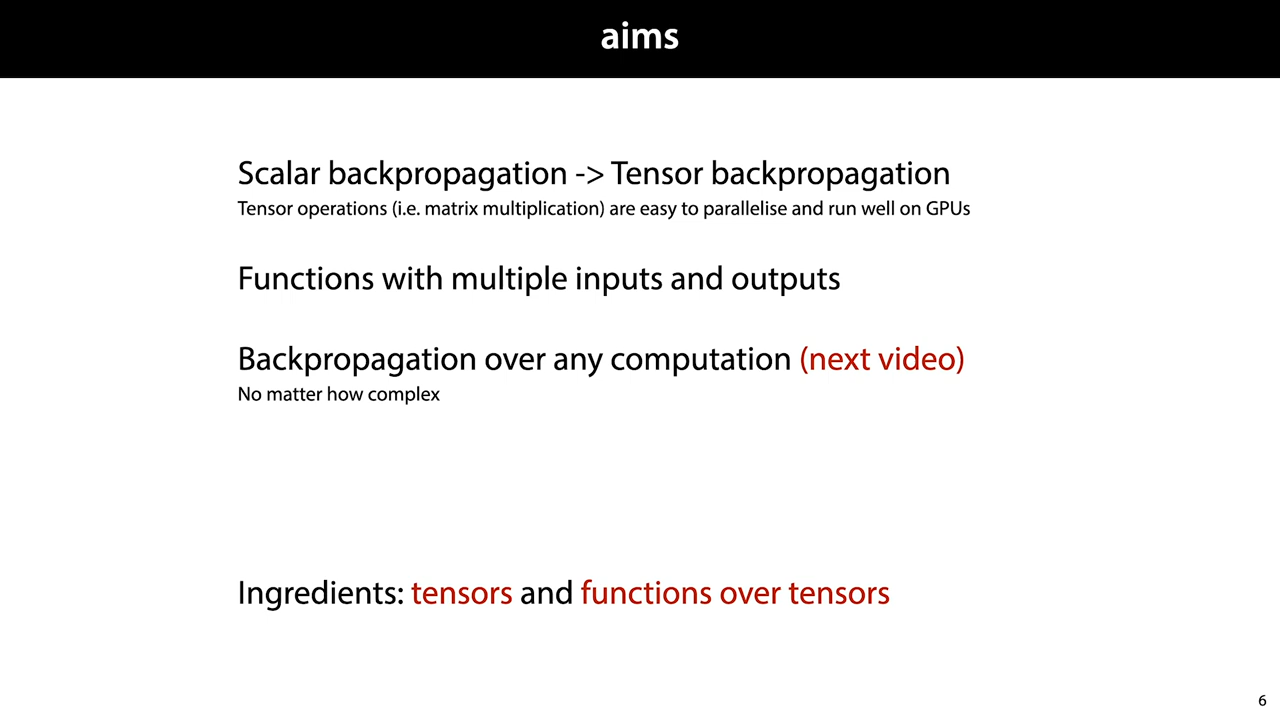 aims
Scalar backpropagation -> Tensor backpropagation
Tensor operations (i.e. matrix multiplication) are easy to parallelise and run well on GPUs
Functions with multiple inputs and outputs
Backpropagation over any computation (next video)
No matter how complex
Ingredients: tensors and functions over tensors
6